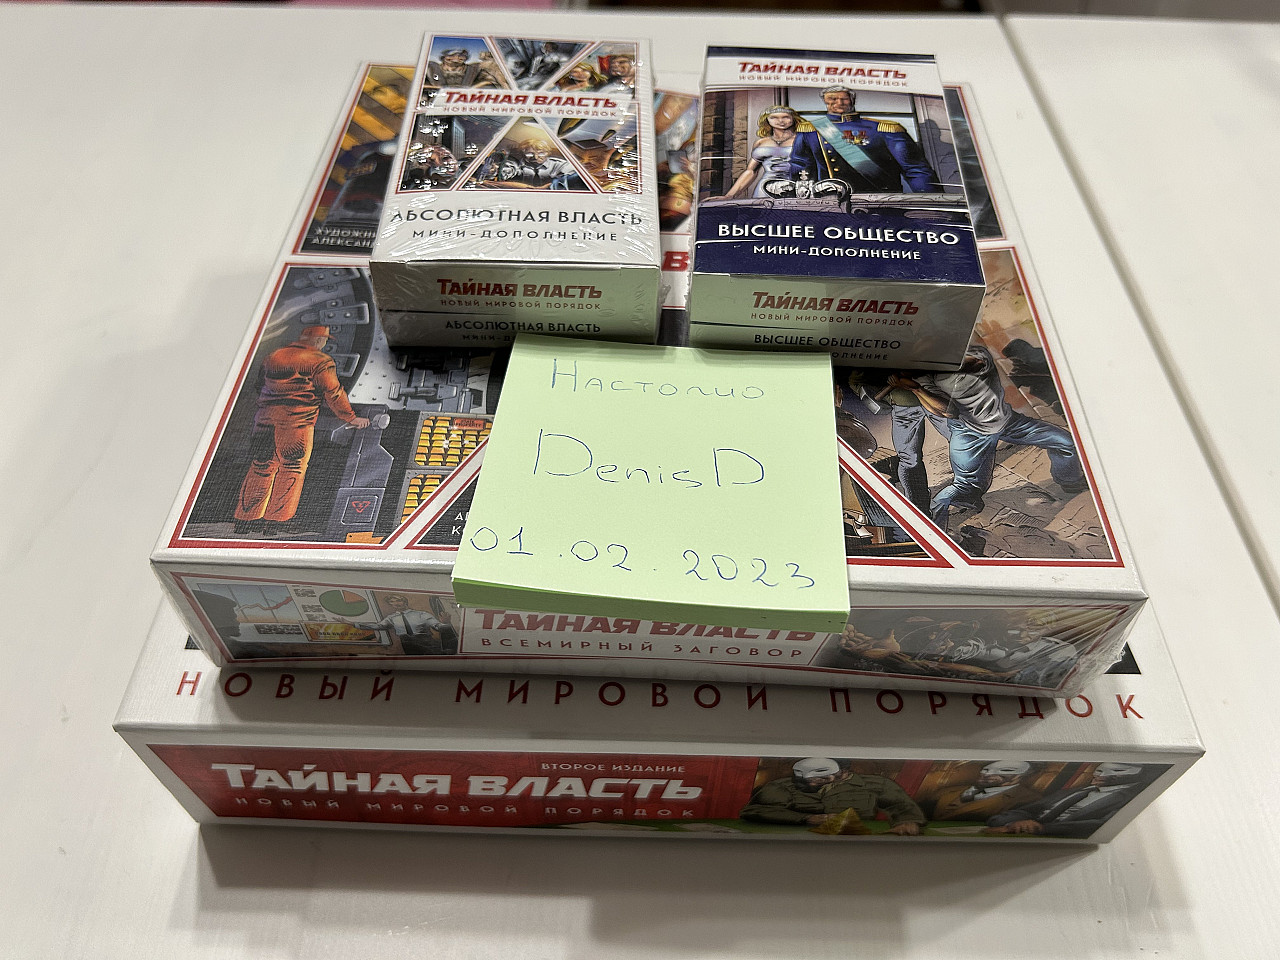 ТАЙНАЯ ВЛАСТЬ
НОВЫЙ МИРОВОЙ ПОРЯДОК
АБСОЛЮТНАЯ ВЛАСТЬ
МИНИ-ДОПОЛНЕНИЕ
ТАЙНАЯ ВЛАСТЬ
НОВЫЙ МИРОВОЙ ПОРЯДОК
АБСОЛЮТНАЯ ВЛАСТЬ
ТАЙНАЯ ВЛАСТЬ
НОВЫЙ МИРОВОЙ ПОРЯДОК
ВЫСШЕЕ ОБЩЕСТВО
МИНИ-ДОПОЛНЕНИЕ
ТАЙНАЯ ВЛАСТЬ
НОВЫЙ МИРОВОЙ ПОРЯДОК
ВЫСШЕЕ ОБЩЕСТВО
Настолио
DenisD
01.02.2023
ТАЙНАЯ ВЛАСТЬ
ВСЕМИРНЫЙ ЗАГОВОР
НОВЫЙ МИРОВОЙ ПОРЯДОК
ВТОРОЕ ИЗДАНИЕ
ТАЙНАЯ ВЛАСТЬ
НОВЫЙ МИРОВОЙ ПОРЯДОК